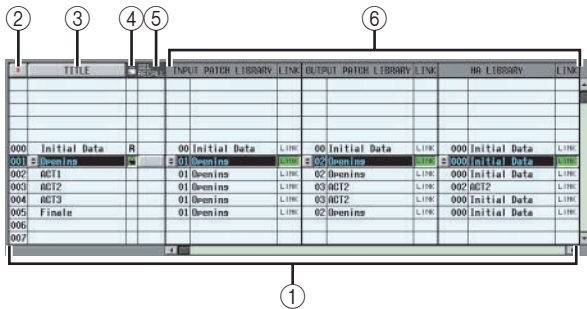 ② ③ ④ ⑤ ⑥
TITLE INPUT PATCH LIBRARY LINK OUTPUT PATCH LIBRARY LINK HA LIBRARY LINK
000 Initial Data R 00 Initial Data LINK 00 Initial Data LINK 000 Initial Data LINK
001 Opening 01 Opening LINK 02 Opening LINK 000 Initial Data LINK
002 ACT1 01 Opening LINK 02 Opening LINK 000 Initial Data LINK
003 ACT2 01 Opening LINK 03 ACT2 LINK 002 ACT2 LINK
004 ACT3 01 Opening LINK 03 ACT2 LINK 000 Initial Data LINK
005 Finale 01 Opening LINK 02 Opening LINK 000 Initial Data LINK
006
007
①